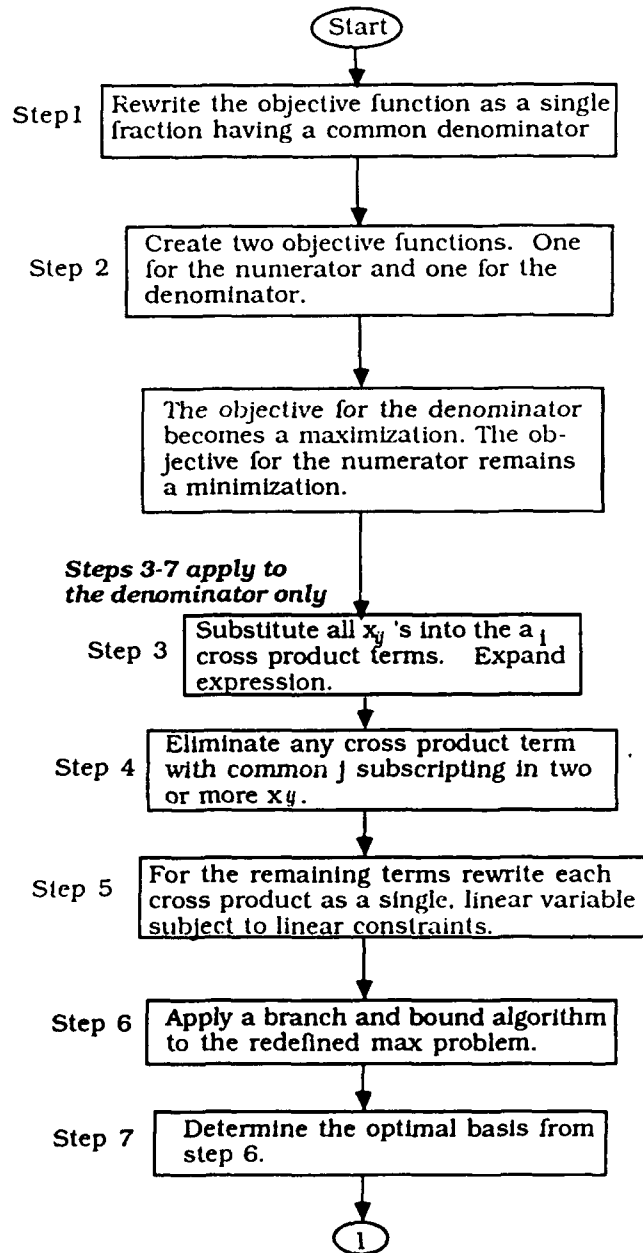 Start
Step 1
Rewrite the objective function as a single
fraction having a common denominator
Step 2
Create two objective functions. One
for the numerator and one for the
denominator.
The objective for the denominator
becomes a maximization. The ob-
jective for the numerator remains
a minimization.
Steps 3-7 apply to
the denominator only
Step 3
Substitute all x_ij 's into the a_j
cross product terms. Expand
expression.
Step 4
Eliminate any cross product term
with common j subscripting in two
or more x_ij.
Step 5
For the remaining terms rewrite each
cross product as a single, linear variable
subject to linear constraints.
Step 6
Apply a branch and bound algorithm
to the redefined max problem.
Step 7
Determine the optimal basis from
step 6.
1